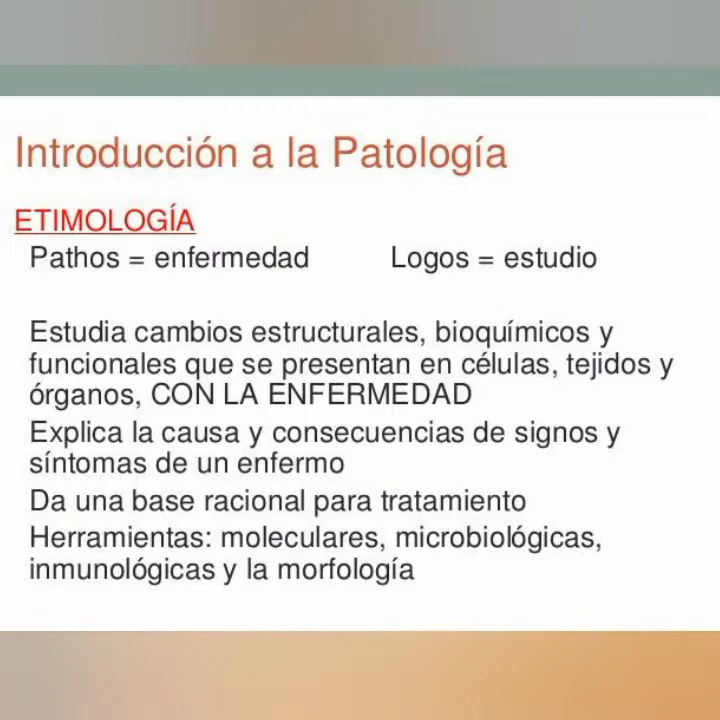 Introducción a la Patología
ETIMOLOGÍA
Pathos = enfermedad Logos = estudio
Estudia cambios estructurales, bioquímicos y
funcionales que se presentan en células, tejidos y
órganos, CON LA ENFERMEDAD
Explica la causa y consecuencias de signos y
síntomas de un enfermo
Da una base racional para tratamiento
Herramientas: moleculares, microbiológicas,
inmunológicas y la morfología